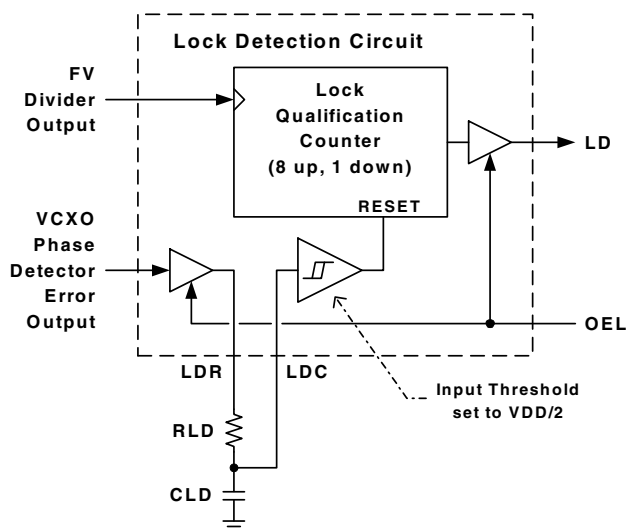 Lock Detection Circuit
FV
Divider
Output
Lock
Qualification
Counter
(8 up, 1 down)
RESET
LD
VCXO
Phase
Detector
Error
Output
OEL
LDR
LDC
Input Threshold
set to VDD/2
RLD
CLD